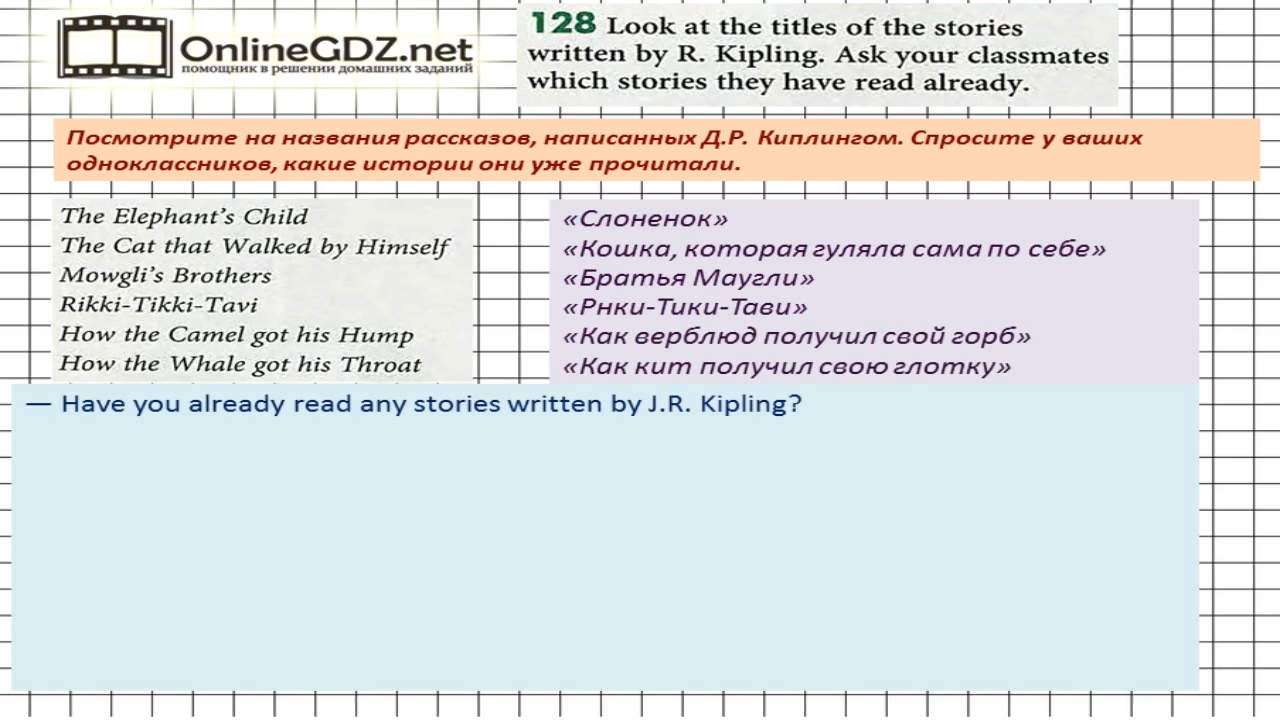 OnlineGDZ.net
помощник в решении домашних заданий
128 Look at the titles of the stories
written by R. Kipling. Ask your classmates
which stories they have read already.
Посмотрите на названия рассказов, написанных Д.Р. Киплингом. Спросите у ваших
одноклассников, какие истории они уже прочитали.
The Elephant's Child
The Cat that Walked by Himself
Mowgli's Brothers
Rikki-Tikki-Tavi
How the Camel got his Hump
How the Whale got his Throat
«Слоненок»
«Кошка, которая гуляла сама по себе»
«Братья Маугли»
«Рнки-Тики-Тави»
«Как верблюд получил свой горб»
«Как кит получил свою глотку»
— Have you already read any stories written by J.R. Kipling?